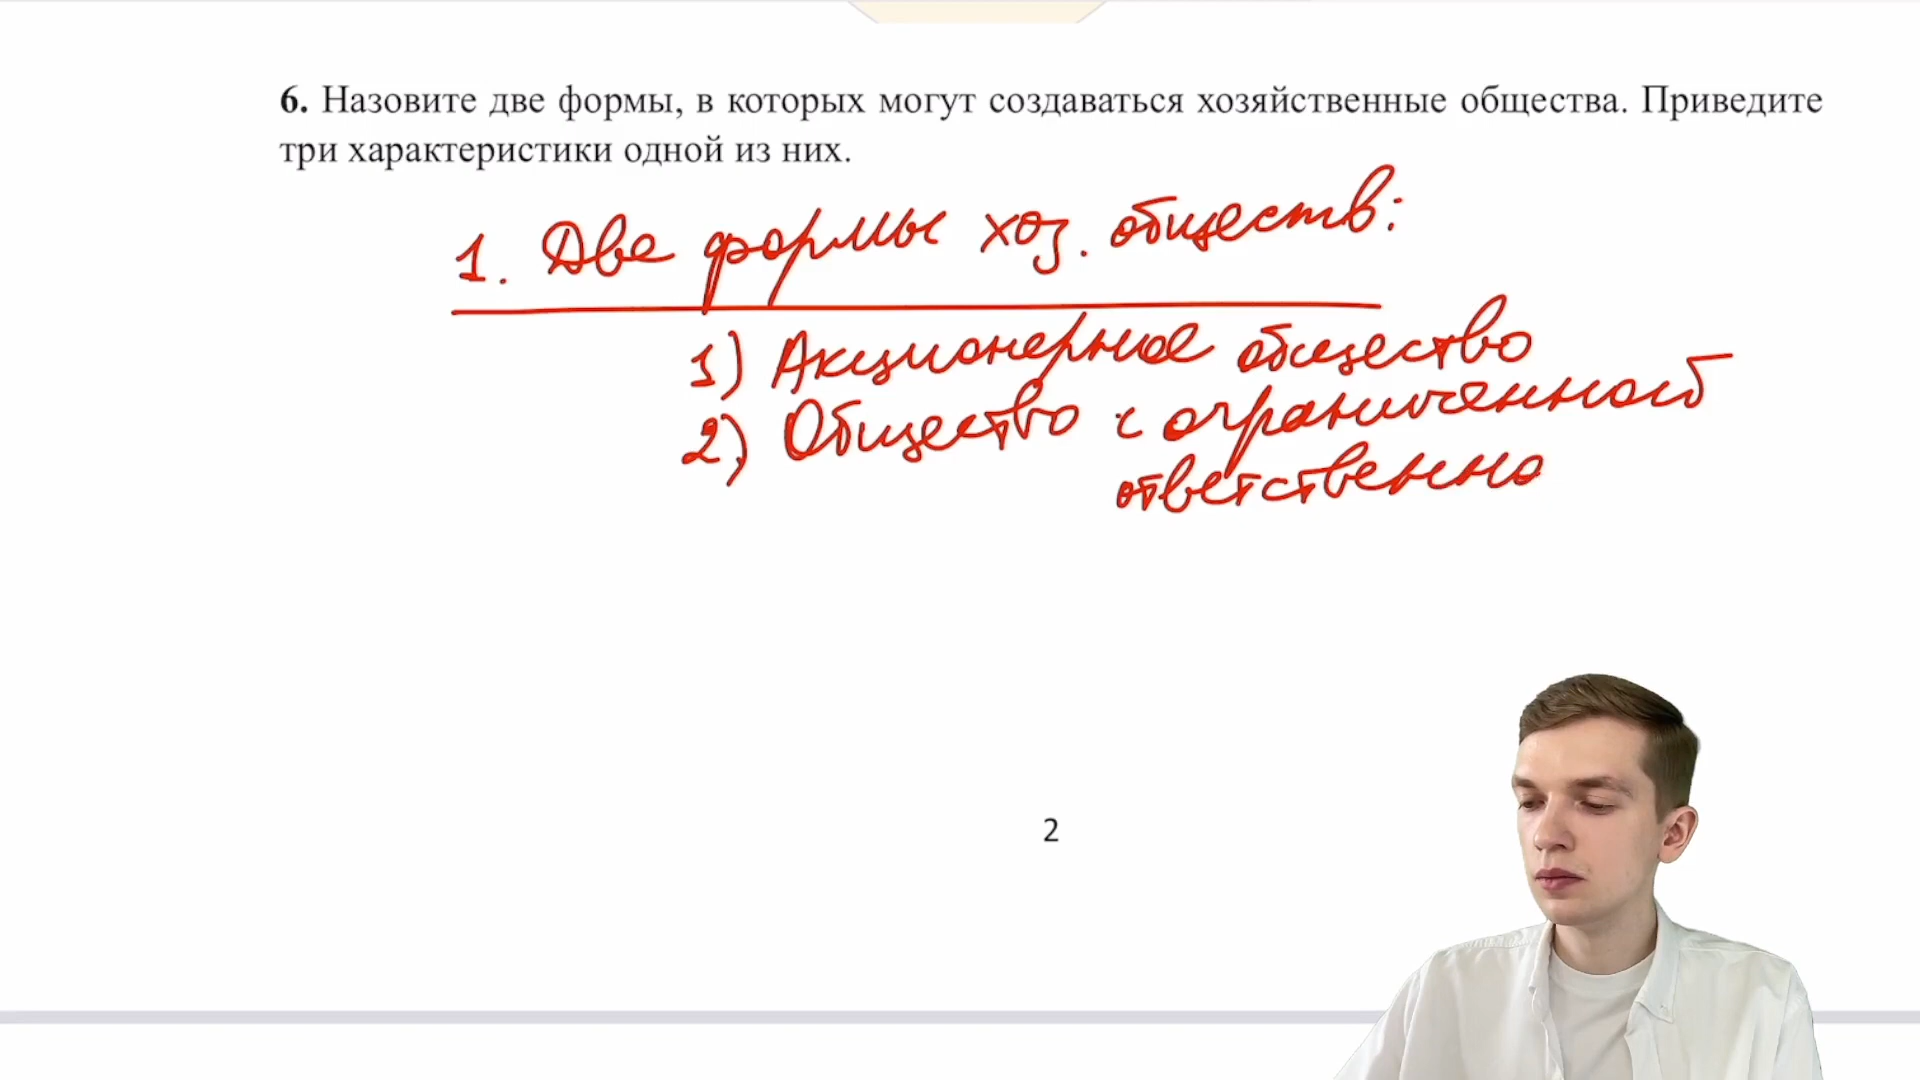 6. Назовите две формы, в которых могут создаваться хозяйственные общества. Приведите
три характеристики одной из них.
1. Две формы хоз. обществ:
1) Акционерное общество
2) Общество с ограниченной
ответственно
2